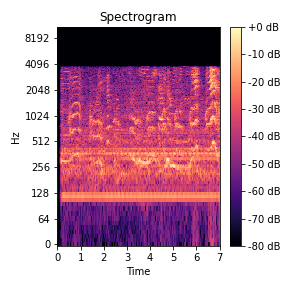 Spectrogram
8192
4096
2048
1024
512
256
128
64
0
Hz
0 1 2 3 4 5 6 7
Time
+0 dB
-10 dB
-20 dB
-30 dB
-40 dB
-50 dB
-60 dB
-70 dB
-80 dB